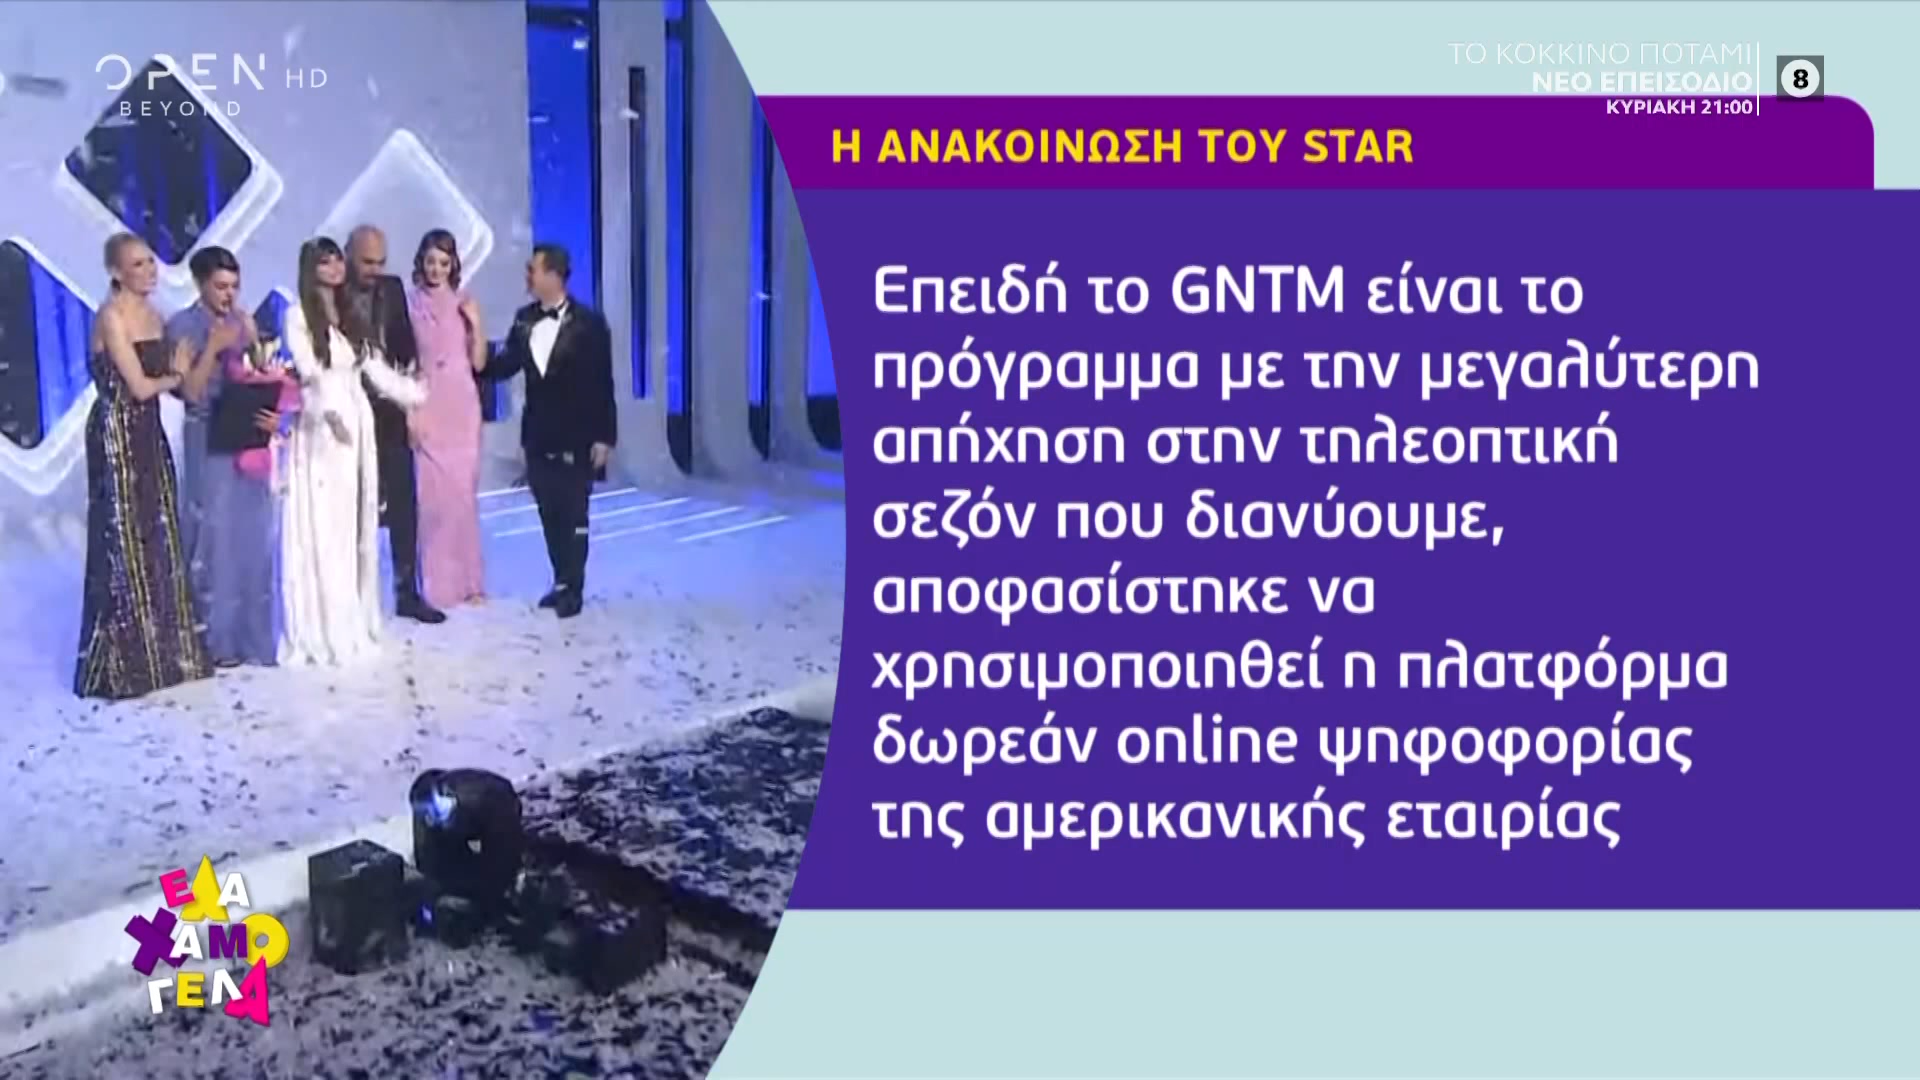 OPEN HD
BEYOND
ΤΟ ΚΟΚΚΙΝΟ ΠΟΤΑΜΙ
ΝΕΟ ΕΠΕΙΣΟΔΙΟ
ΚΥΡΙΑΚΗ 21:00
8
Η ΑΝΑΚΟΙΝΩΣΗ ΤΟΥ STAR
Επειδή το GNTM είναι το
πρόγραμμα με την μεγαλύτερη
απήχηση στην τηλεοπτική
σεζόν που διανύουμε,
αποφασίστηκε να
χρησιμοποιηθεί η πλατφόρμα
δωρεάν online ψηφοφορίας
της αμερικανικής εταιρίας
ΕΛΑ
ΧΑΜΟ
ΓΕΛΑ